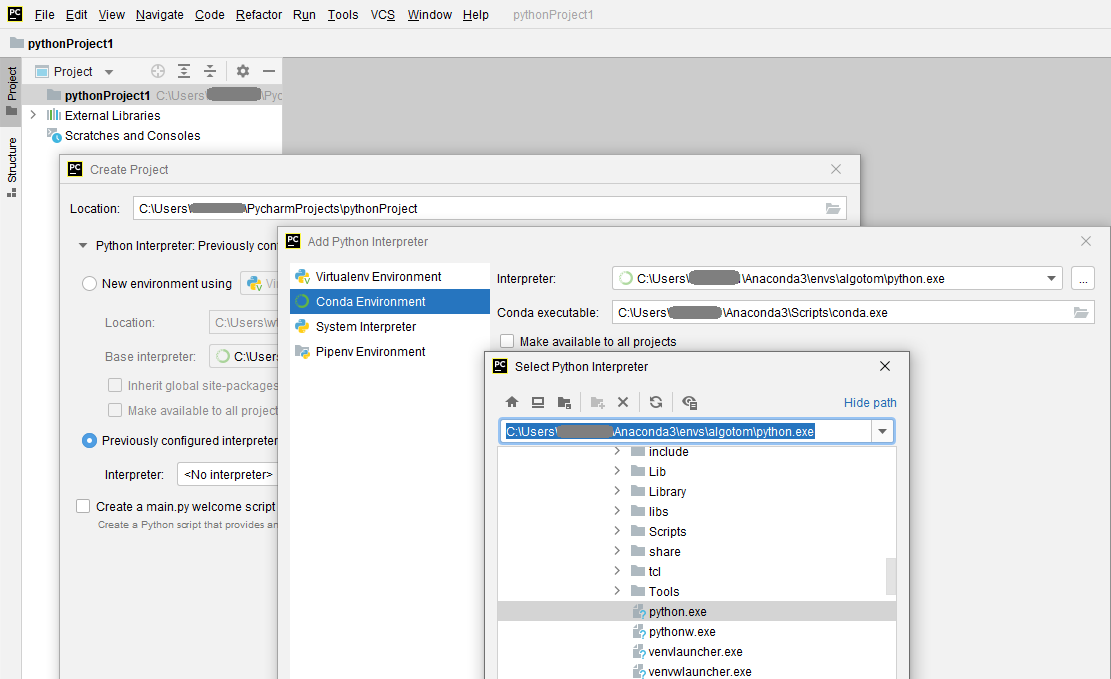 PC File Edit View Navigate Code Refactor Run Tools VCS Window Help pythonProject1
pythonProject1
Project
Structure
Project
pythonProject1 C:\Users\ \Pyc
External Libraries
Scratches and Consoles
PC Create Project
Location: C:\Users\ \PycharmProjects\pythonProject
Python Interpreter: Previously con
New environment using Vi
Location: C:\Users\w
Base interpreter: C:\Users
Inherit global site-packages
Make available to all project
Previously configured interpreter
Interpreter: <No interpreter>
Create a main.py welcome script
Create a Python script that provides an
PC Add Python Interpreter
Virtualenv Environment
Conda Environment
System Interpreter
Pipenv Environment
Interpreter: C:\Users\ \Anaconda3\envs\algotom\python.exe ...
Conda executable: C:\Users\ \Anaconda3\Scripts\conda.exe
Make available to all projects
PC Select Python Interpreter
Hide path
C:\Users\ \Anaconda3\envs\algotom\python.exe
include
Lib
Library
libs
Scripts
share
tcl
Tools
python.exe
pythonw.exe
venvlauncher.exe
venvwlauncher.exe